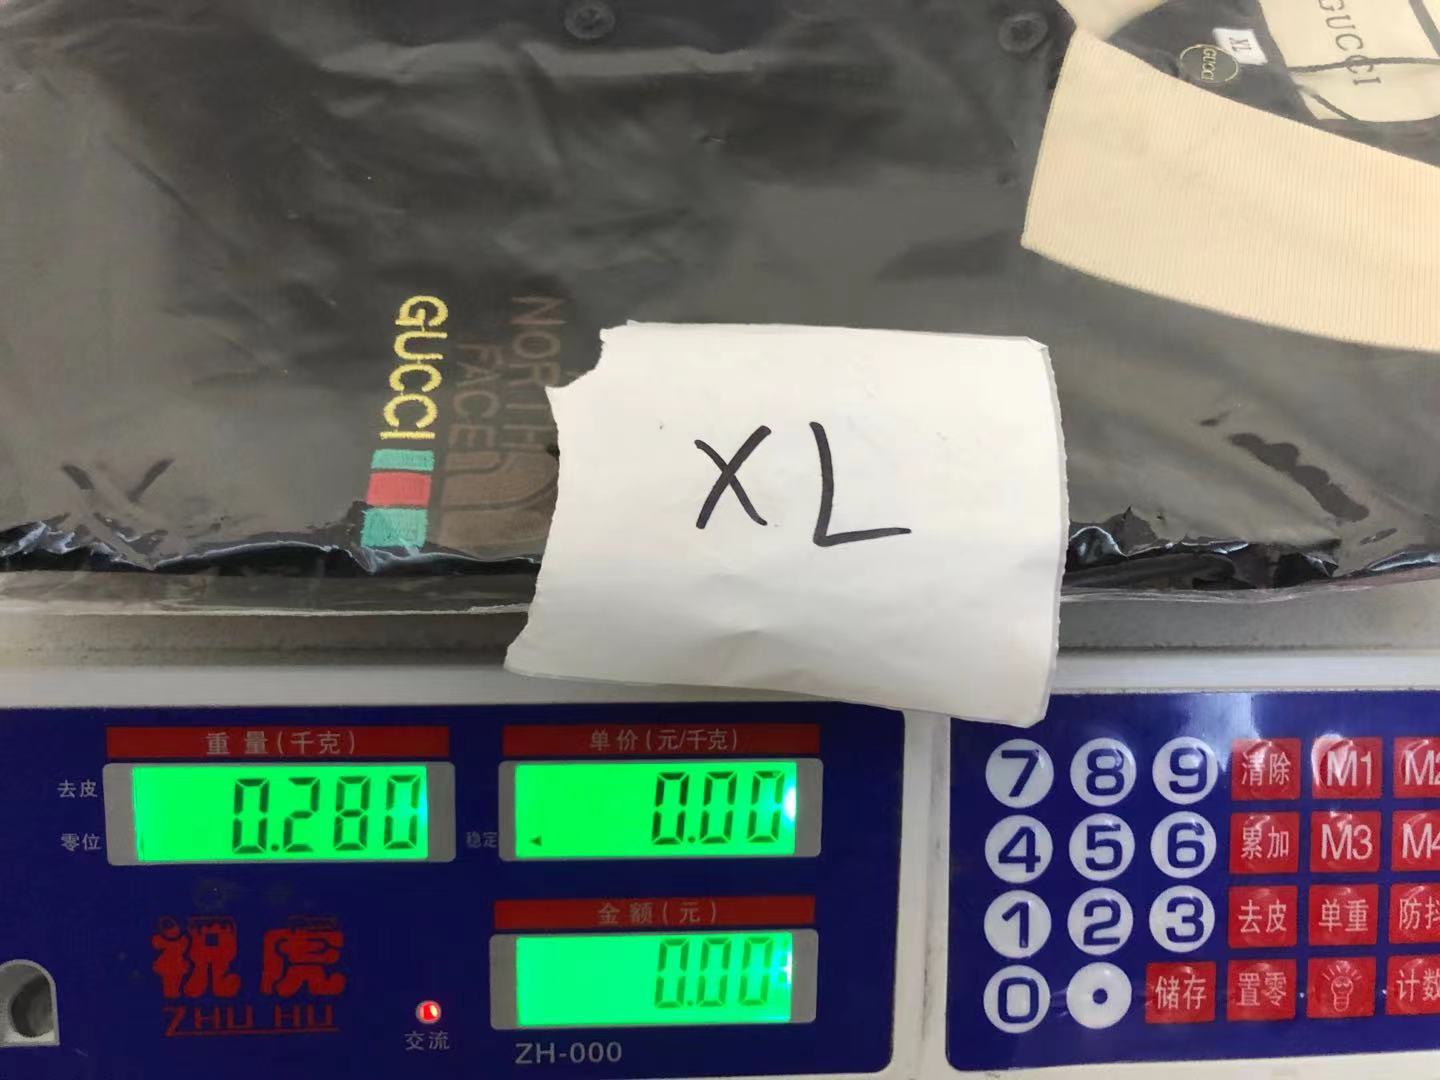 GUCCI
XL
GUCCI
GUCCI
NORTH
FACE
XL
重量(千克)
单价(元/千克)
去皮
0.280
零位
稳定
0.00
金额(元)
0.00
祝虎
ZHU HU
交流
ZH-000
7 8 9 清除 M1 M2
4 5 6 累加 M3 M4
1 2 3 去皮 单重 防抖
0 . 储存 置零 计数